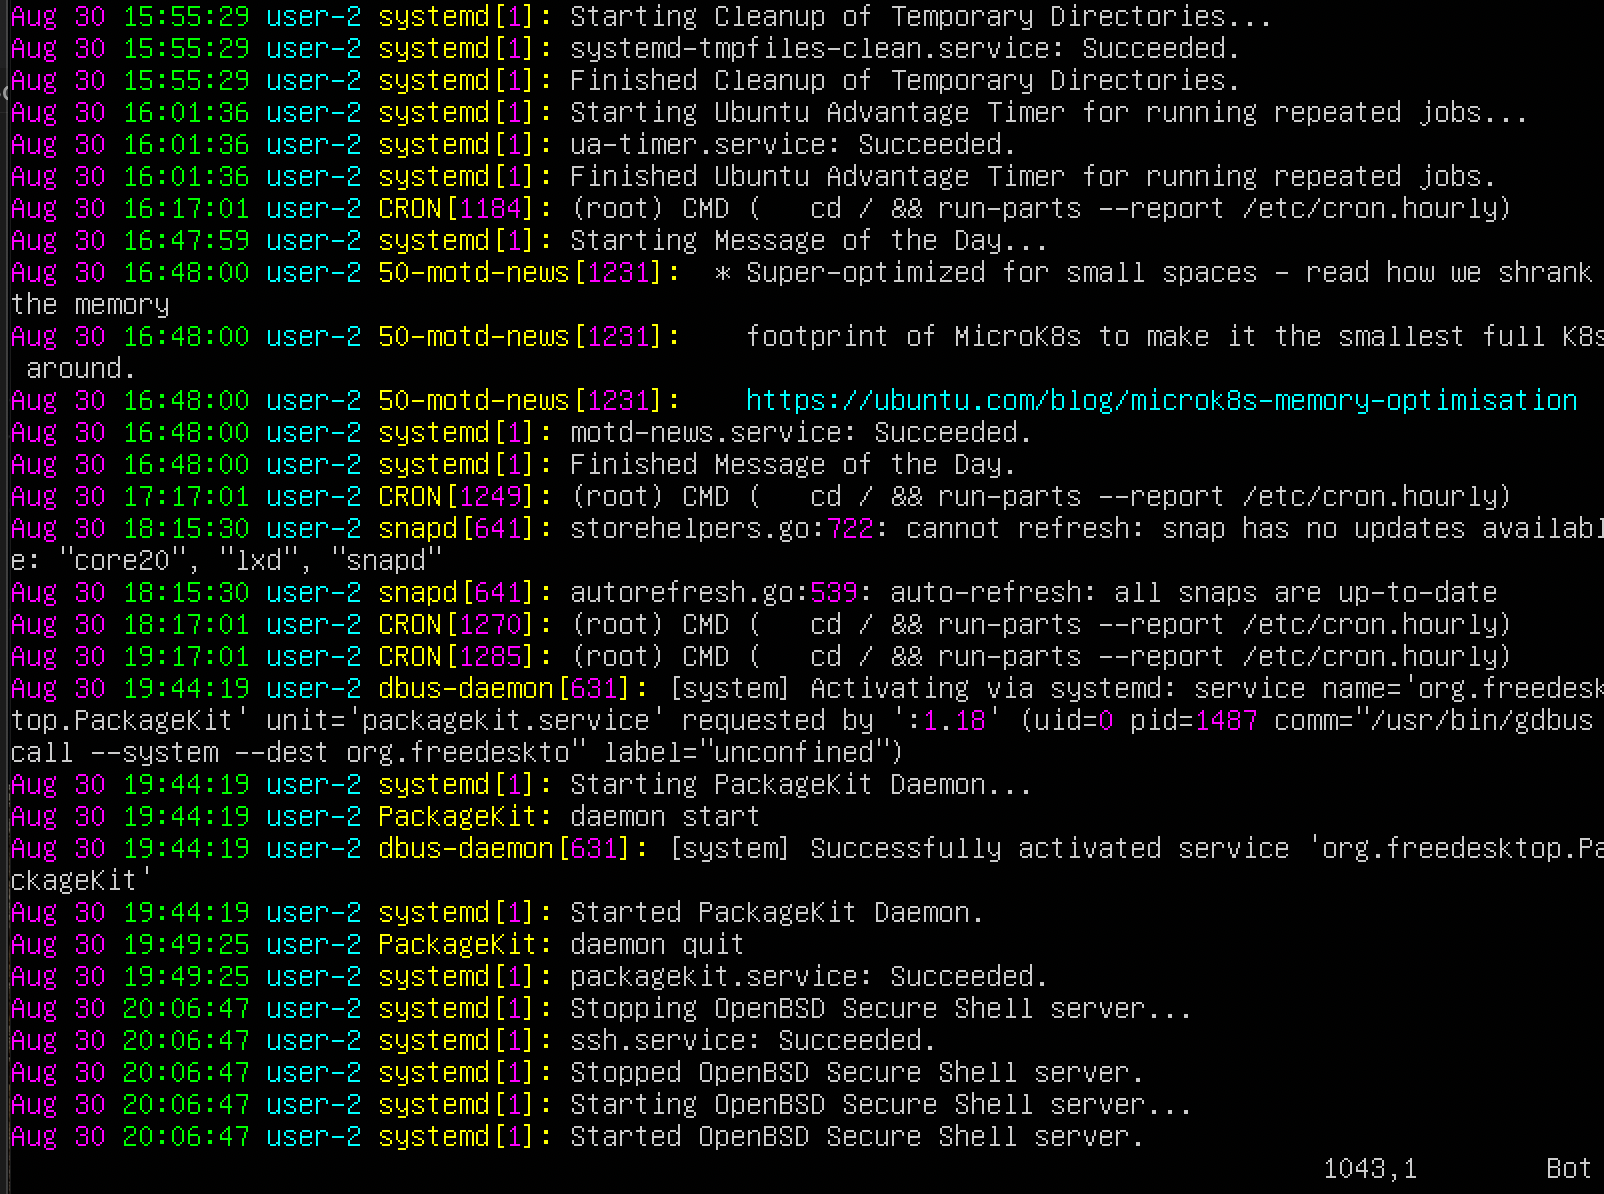 Aug 30 15:55:29 user-2 systemd[1]: Starting Cleanup of Temporary Directories...
Aug 30 15:55:29 user-2 systemd[1]: systemd-tmpfiles-clean.service: Succeeded.
Aug 30 15:55:29 user-2 systemd[1]: Finished Cleanup of Temporary Directories.
Aug 30 16:01:36 user-2 systemd[1]: Starting Ubuntu Advantage Timer for running repeated jobs...
Aug 30 16:01:36 user-2 systemd[1]: ua-timer.service: Succeeded.
Aug 30 16:01:36 user-2 systemd[1]: Finished Ubuntu Advantage Timer for running repeated jobs.
Aug 30 16:17:01 user-2 CRON[1184]: (root) CMD (   cd / && run-parts --report /etc/cron.hourly)
Aug 30 16:47:59 user-2 systemd[1]: Starting Message of the Day...
Aug 30 16:48:00 user-2 50-motd-news[1231]:  * Super-optimized for small spaces - read how we shrank
the memory
Aug 30 16:48:00 user-2 50-motd-news[1231]:    footprint of MicroK8s to make it the smallest full K8s
 around.
Aug 30 16:48:00 user-2 50-motd-news[1231]:    https://ubuntu.com/blog/microk8s-memory-optimisation
Aug 30 16:48:00 user-2 systemd[1]: motd-news.service: Succeeded.
Aug 30 16:48:00 user-2 systemd[1]: Finished Message of the Day.
Aug 30 17:17:01 user-2 CRON[1249]: (root) CMD (   cd / && run-parts --report /etc/cron.hourly)
Aug 30 18:15:30 user-2 snapd[641]: storehelpers.go:722: cannot refresh: snap has no updates availabl
e: "core20", "lxd", "snapd"
Aug 30 18:15:30 user-2 snapd[641]: autorefresh.go:539: auto-refresh: all snaps are up-to-date
Aug 30 18:17:01 user-2 CRON[1270]: (root) CMD (   cd / && run-parts --report /etc/cron.hourly)
Aug 30 19:17:01 user-2 CRON[1285]: (root) CMD (   cd / && run-parts --report /etc/cron.hourly)
Aug 30 19:44:19 user-2 dbus-daemon[631]: [system] Activating via systemd: service name='org.freedesk
top.PackageKit' unit='packagekit.service' requested by ':1.18' (uid=0 pid=1487 comm="/usr/bin/gdbus
call --system --dest org.freedeskto" label="unconfined")
Aug 30 19:44:19 user-2 systemd[1]: Starting PackageKit Daemon...
Aug 30 19:44:19 user-2 PackageKit: daemon start
Aug 30 19:44:19 user-2 dbus-daemon[631]: [system] Successfully activated service 'org.freedesktop.Pa
ckageKit'
Aug 30 19:44:19 user-2 systemd[1]: Started PackageKit Daemon.
Aug 30 19:49:25 user-2 PackageKit: daemon quit
Aug 30 19:49:25 user-2 systemd[1]: packagekit.service: Succeeded.
Aug 30 20:06:47 user-2 systemd[1]: Stopping OpenBSD Secure Shell server...
Aug 30 20:06:47 user-2 systemd[1]: ssh.service: Succeeded.
Aug 30 20:06:47 user-2 systemd[1]: Stopped OpenBSD Secure Shell server.
Aug 30 20:06:47 user-2 systemd[1]: Starting OpenBSD Secure Shell server...
Aug 30 20:06:47 user-2 systemd[1]: Started OpenBSD Secure Shell server.
1043,1        Bot